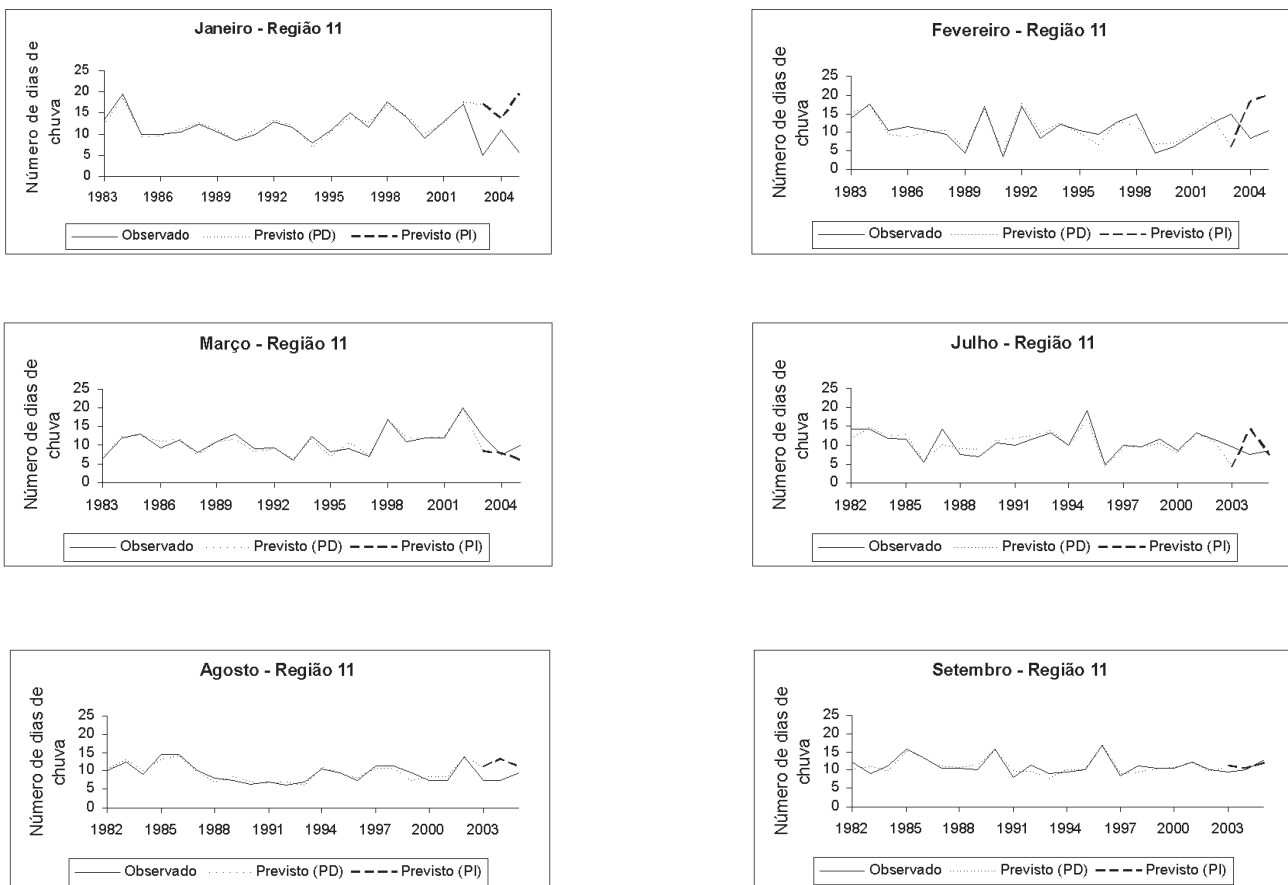 Janeiro - Região 11
Número de dias de
chuva
25
20
15
10
5
0
1983 1986 1989 1992 1995 1998 2001 2004
Observado Previsto (PD) Previsto (PI)
Fevereiro - Região 11
Número de dias de
chuva
25
20
15
10
5
0
1983 1986 1989 1992 1995 1998 2001 2004
Observado Previsto (PD) Previsto (PI)
Março - Região 11
Número de dias de
chuva
25
20
15
10
5
0
1983 1986 1989 1992 1995 1998 2001 2004
Observado Previsto (PD) Previsto (PI)
Julho - Região 11
Número de dias de
chuva
25
20
15
10
5
0
1982 1985 1988 1991 1994 1997 2000 2003
Observado Previsto (PD) Previsto (PI)
Agosto - Região 11
Número de dias de
chuva
25
20
15
10
5
0
1982 1985 1988 1991 1994 1997 2000 2003
Observado Previsto (PD) Previsto (PI)
Setembro - Região 11
Número de dias de
chuva
25
20
15
10
5
0
1982 1985 1988 1991 1994 1997 2000 2003
Observado Previsto (PD) Previsto (PI)